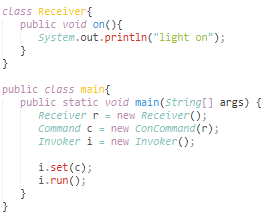 class Receiver{
    public void on(){
        System.out.println("light on");
    }
}
public class main{
    public static void main(String[] args) {
        Receiver r = new Receiver();
        Command c = new ConCommand(r);
        Invoker i = new Invoker();
        i.set(c);
        i.run();
    }
}